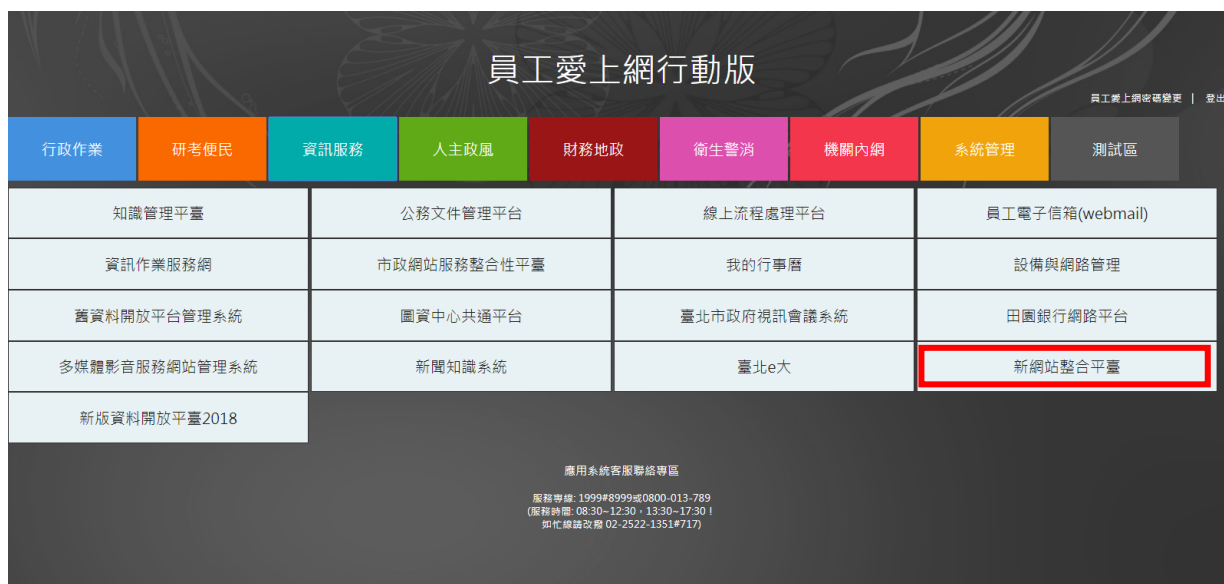 員工愛上網行動版
員工愛上網密碼變更 | 登出
行政作業 研考便民 資訊服務 人主政風 財務地政 衛生警消 機關內網 系統管理 測試區
知識管理平臺 公務文件管理平台 線上流程處理平台 員工電子信箱(webmail)
資訊作業服務網 市政網站服務整合性平臺 我的行事曆 設備與網路管理
舊資料開放平台管理系統 圖資中心共通平台 臺北市政府視訊會議系統 田園銀行網路平台
多媒體影音服務網站管理系統 新聞知識系統 臺北e大 新網站整合平臺
新版資料開放平臺2018
應用系統客服聯絡專區
服務專線: 1999#8999或0800-013-789
(服務時間: 08:30~12:30，13:30~17:30！
如忙線請改撥 02-2522-1351#717)